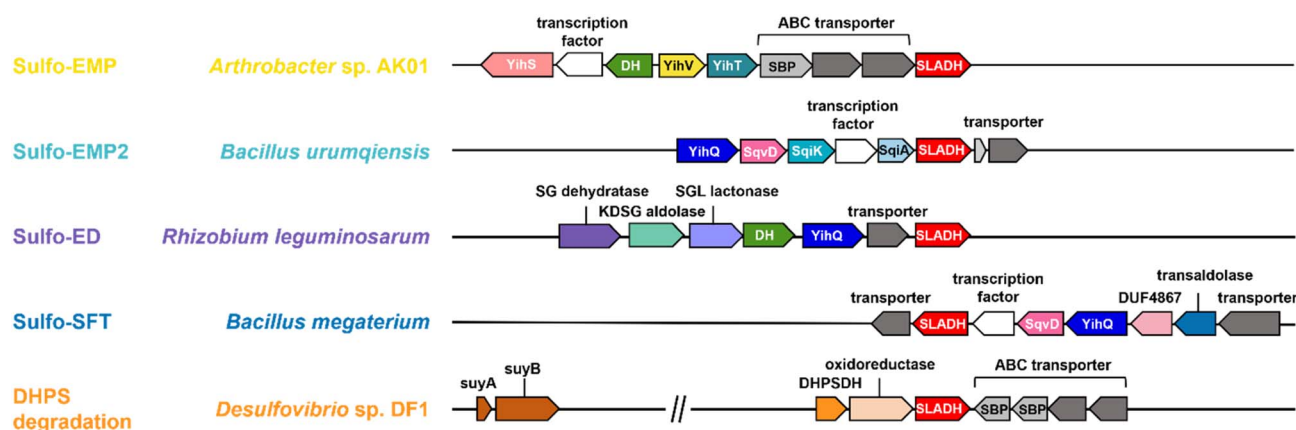 transcription
factor
ABC transporter
Sulfo-EMP Arthrobacter sp. AK01 YihS DH YihV YihT SBP SLADH
transcription
factor
transporter
Sulfo-EMP2 Bacillus urumqiensis YihQ SqvD SqiK SqiA SLADH
SG dehydratase SGL lactonase
KDSG aldolase transporter
Sulfo-ED Rhizobium leguminosarum DH YihQ SLADH
transaldolase
transcription
factor
transporter DUF4867 transporter
Sulfo-SFT Bacillus megaterium SLADH SqvD YihQ
oxidoreductase
ABC transporter
suyA suyB DHPSDH
DHPS
degradation
Desulfovibrio sp. DF1 // SLADH SBP SBP